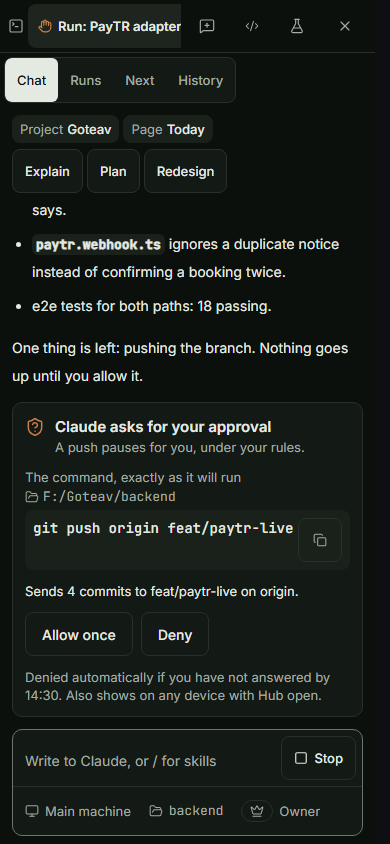 Run: PayTR adapter
Chat Runs Next History
Project Goteav Page Today
Explain Plan Redesign
says.
paytr.webhook.ts ignores a duplicate notice
instead of confirming a booking twice.
e2e tests for both paths: 18 passing.
One thing is left: pushing the branch. Nothing goes
up until you allow it.
Claude asks for your approval
A push pauses for you, under your rules.
The command, exactly as it will run
F:/Goteav/backend
git push origin feat/paytr-live
Sends 4 commits to feat/paytr-live on origin.
Allow once Deny
Denied automatically if you have not answered by
14:30. Also shows on any device with Hub open.
Write to Claude, or / for skills Stop
Main machine backend Owner